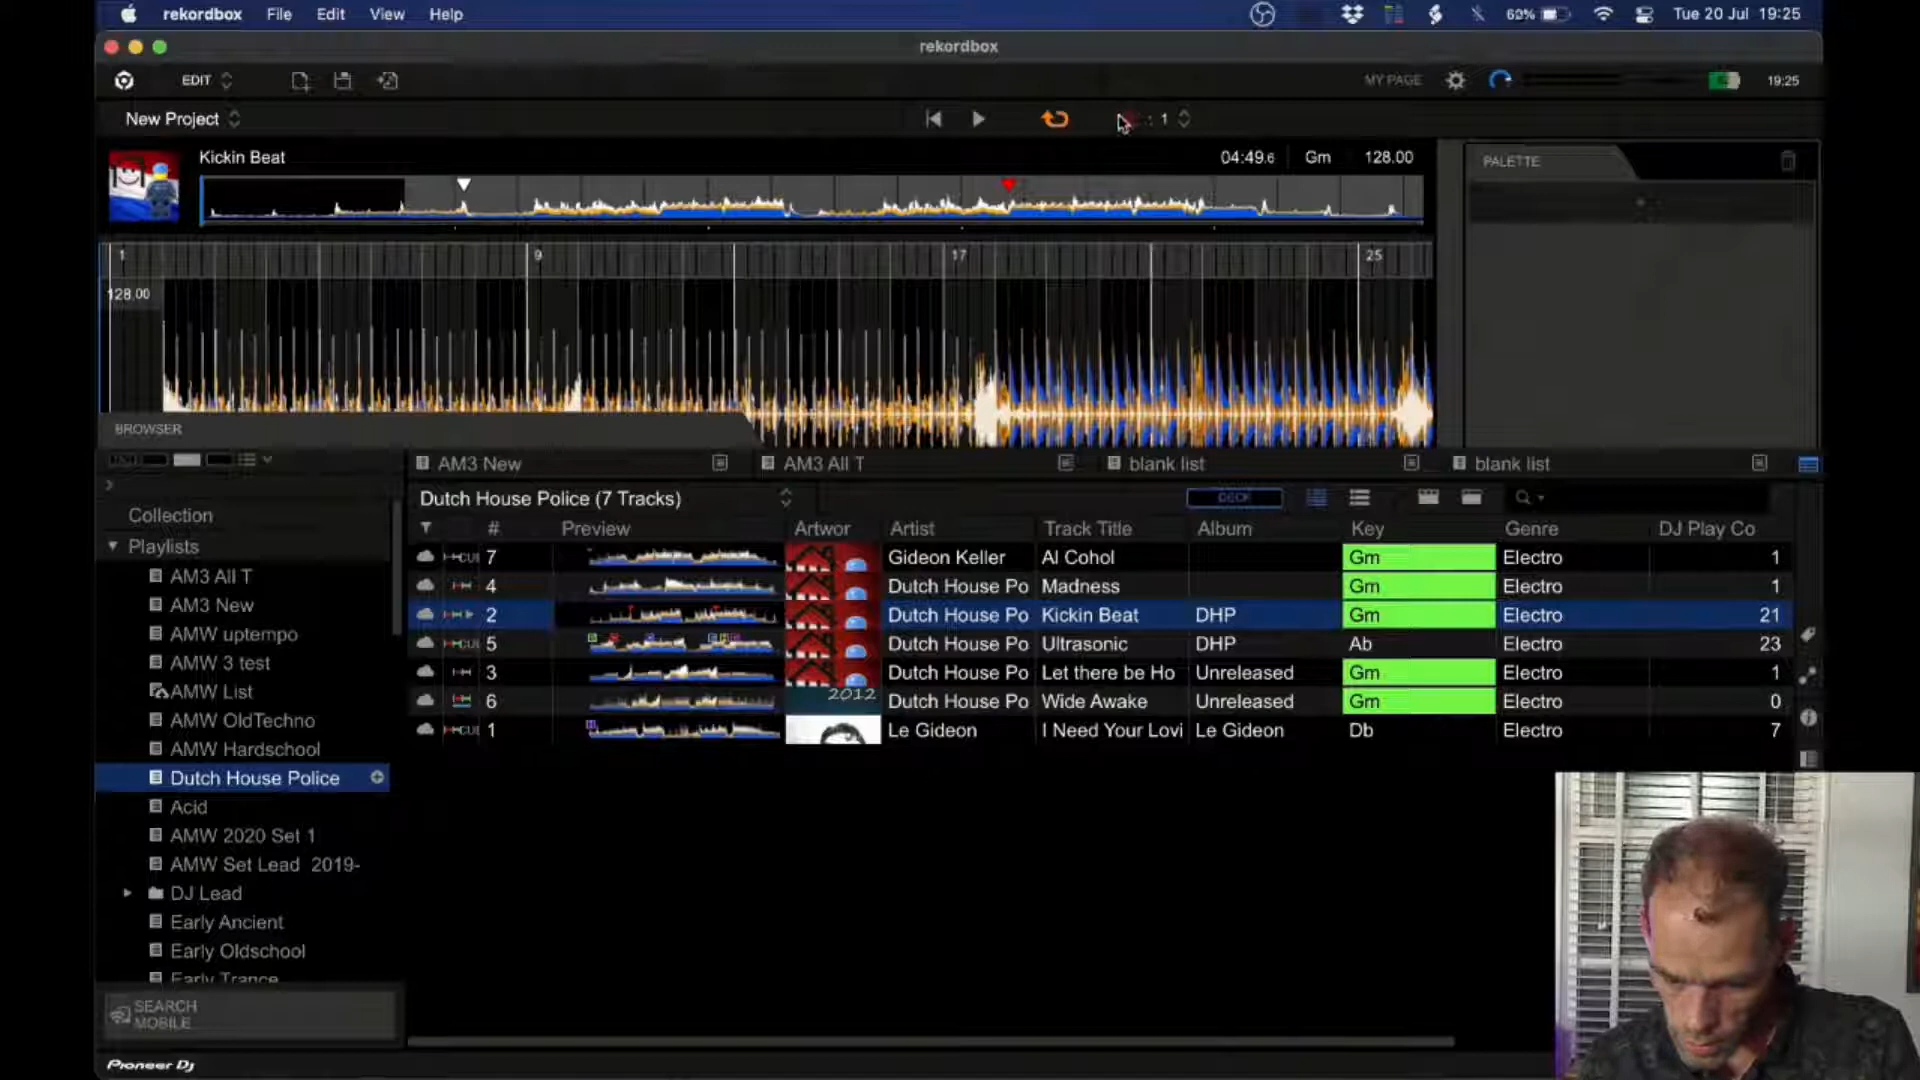 rekordbox File Edit View Help 60% Tue 20 Jul 19:25
rekordbox
EDIT MY PAGE 19:25
New Project : 1
Kickin Beat 04:49.6 Gm 128.00
PALETTE
1 9 17 25
128.00
BROWSER
AM3 New AM3 All T blank list blank list
Dutch House Police (7 Tracks) DECK
# Preview Artwor Artist Track Title Album Key Genre DJ Play Co
7 Gideon Keller Al Cohol Gm Electro 1
4 Dutch House Po Madness Gm Electro 1
2 Dutch House Po Kickin Beat DHP Gm Electro 21
5 Dutch House Po Ultrasonic DHP Ab Electro 23
3 Dutch House Po Let there be Ho Unreleased Gm Electro 1
6 2012 Dutch House Po Wide Awake Unreleased Gm Electro 0
1 Le Gideon I Need Your Lovi Le Gideon Db Electro 7
Collection
Playlists
AM3 All T
AM3 New
AMW uptempo
AMW 3 test
AMW List
AMW OldTechno
AMW Hardschool
Dutch House Police
Acid
AMW 2020 Set 1
AMW Set Lead 2019-
DJ Lead
Early Ancient
Early Oldschool
Early Trance
SEARCH
MOBILE
Pioneer Dj